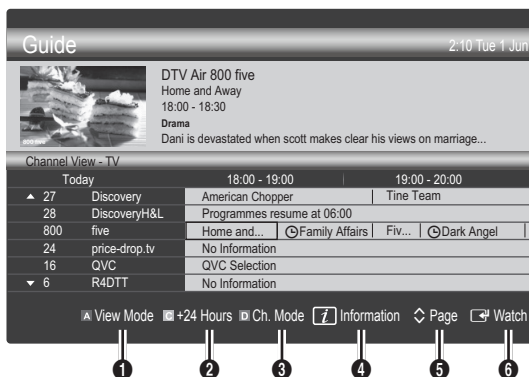 Guide 2:10 Tue 1 Jun
DTV Air 800 five
Home and Away
18:00 - 18:30
Drama
Dani is devastated when scott makes clear his views on marriage...
800 five
Channel View - TV
Today 18:00 - 19:00 19:00 - 20:00
▲ 27 Discovery American Chopper Tine Team
28 DiscoveryH&L Programmes resume at 06:00
800 five Home and... Family Affairs Fiv... Dark Angel
24 price-drop.tv No Information
16 QVC QVC Selection
▼ 6 R4DTT No Information
A View Mode C +24 Hours D Ch. Mode i Information Page Watch
1 2 3 4 5 6